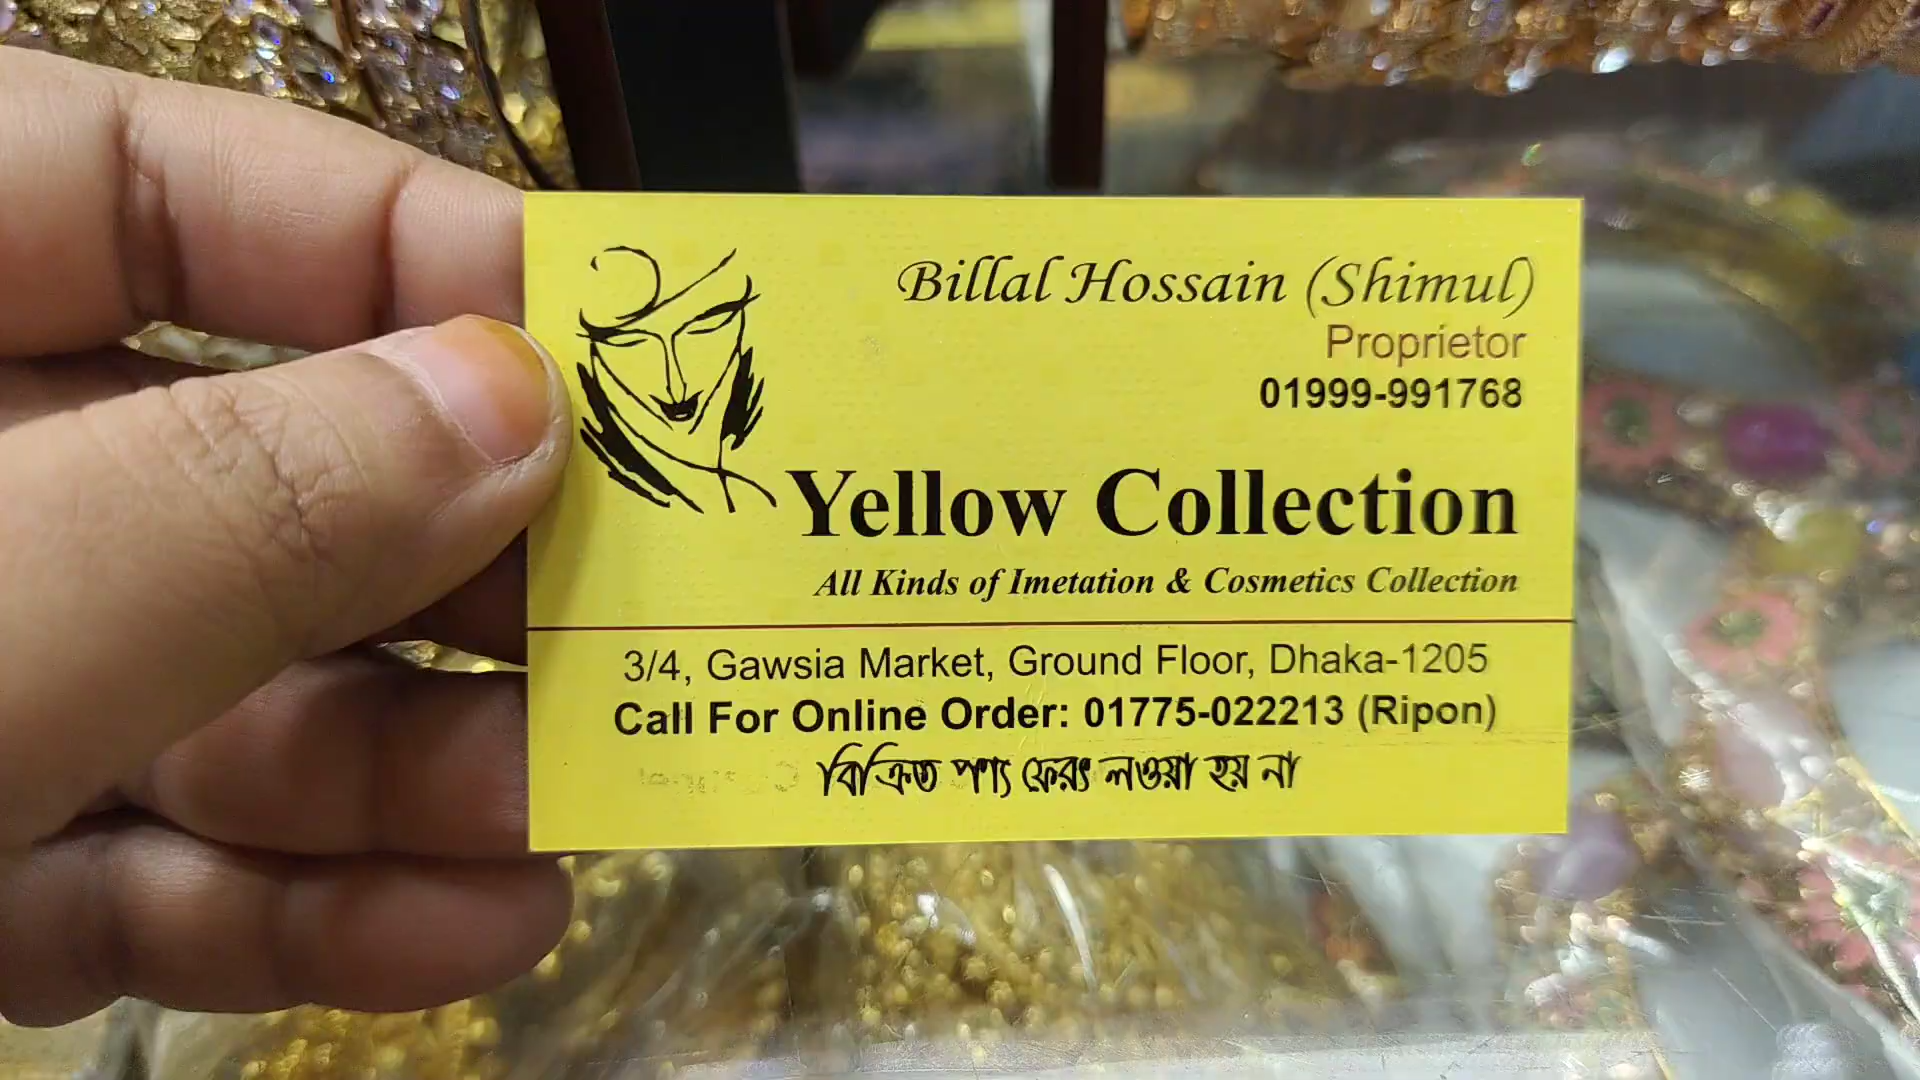 Billal Hossain (Shimul)
Proprietor
01999-991768
Yellow Collection
All Kinds of Imetation & Cosmetics Collection
3/4, Gawsia Market, Ground Floor, Dhaka-1205
Call For Online Order: 01775-022213 (Ripon)
বিক্রিত পণ্য ফেরৎ লওয়া হয় না